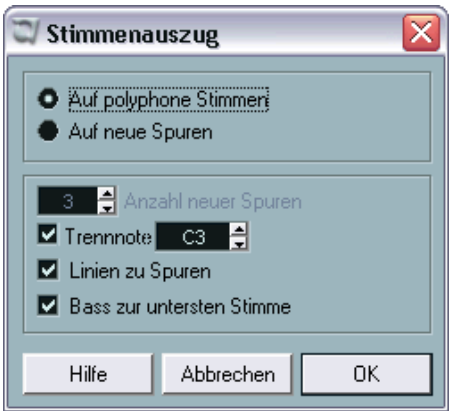 Stimmenauszug
Auf polyphone Stimmen
Auf neue Spuren
3 Anzahl neuer Spuren
Trennnote C3
Linien zu Spuren
Bass zur untersten Stimme
Hilfe Abbrechen OK